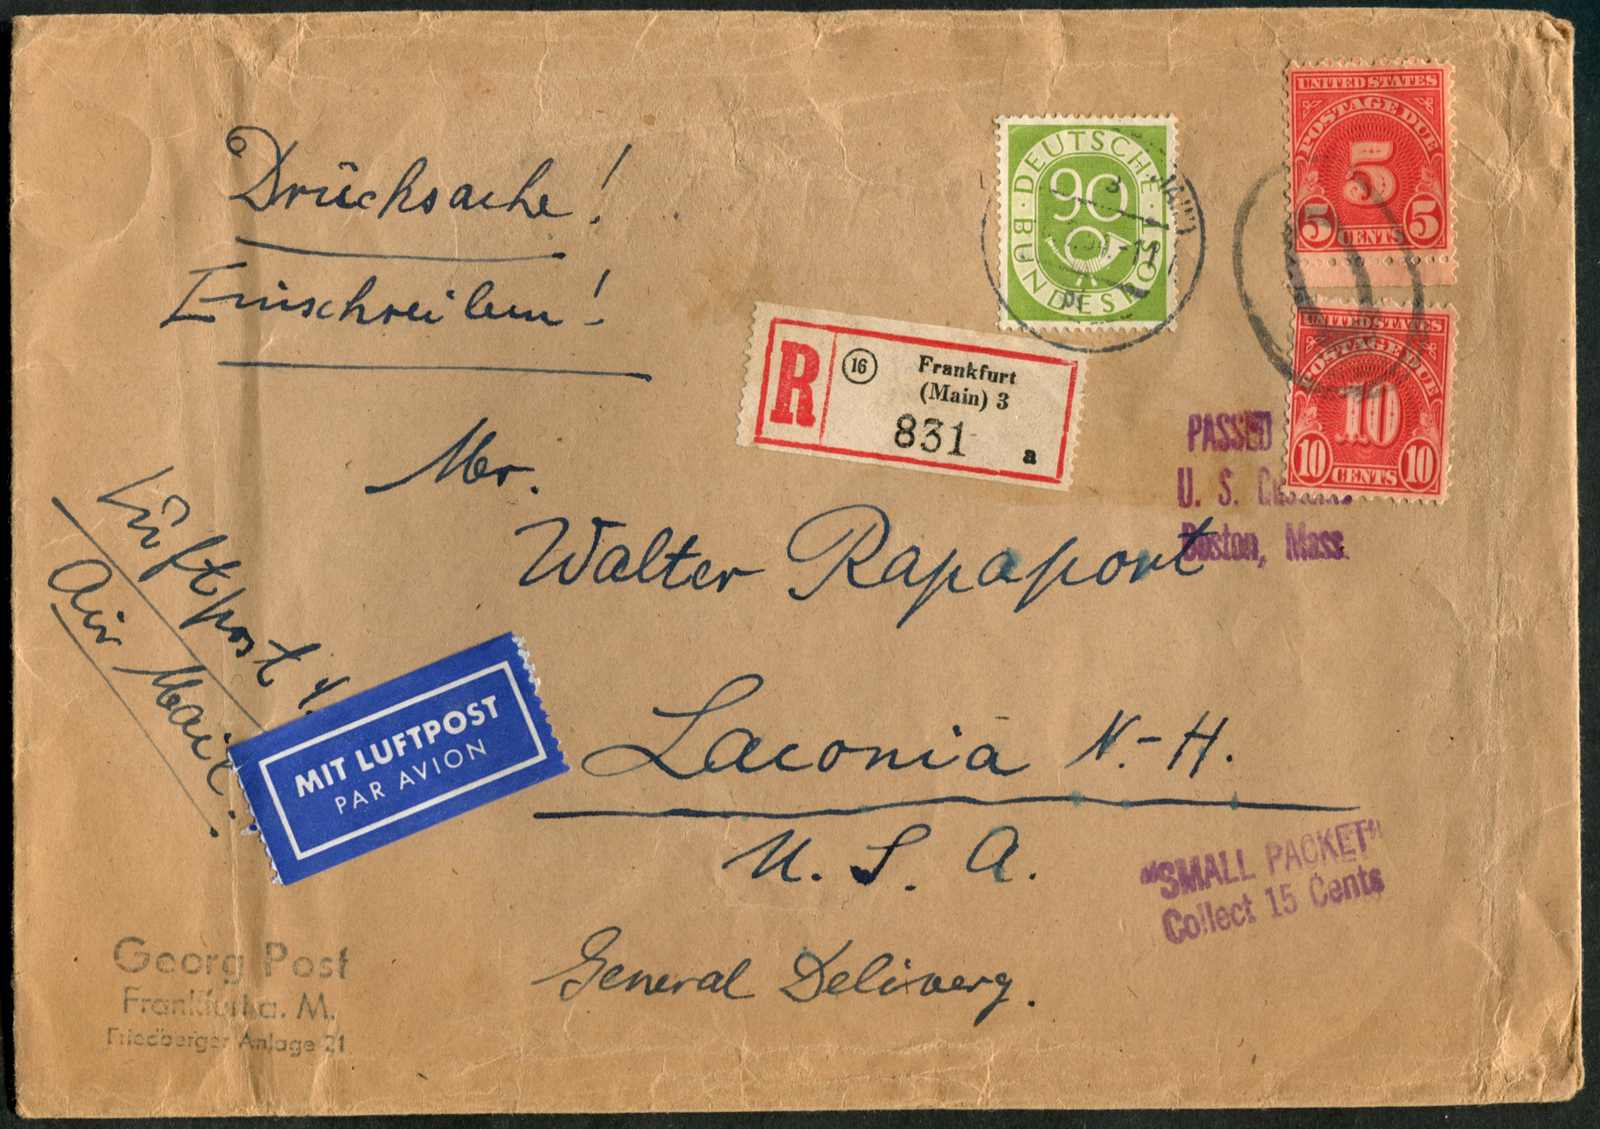 Drucksache!
Einschreiben!
DEUTSCHE BUNDESPOST
90
UNITED STATES
POSTAGE DUE
5
5 CENTS 5
UNITED STATES
POSTAGE DUE
10
10 CENTS 10
R 16 Frankfurt
(Main) 3
831 a
PASSED
U. S. Customs
Boston, Mass.
Luftpost
Air Mail
MIT LUFTPOST
PAR AVION
Mr.
Walter Rapaport
Laconia N-H.
U. S. A.
General Delivery.
"SMALL PACKET"
Collect 15 Cents
Georg Post
Frankfurt a. M.
Friedberger Anlage 21